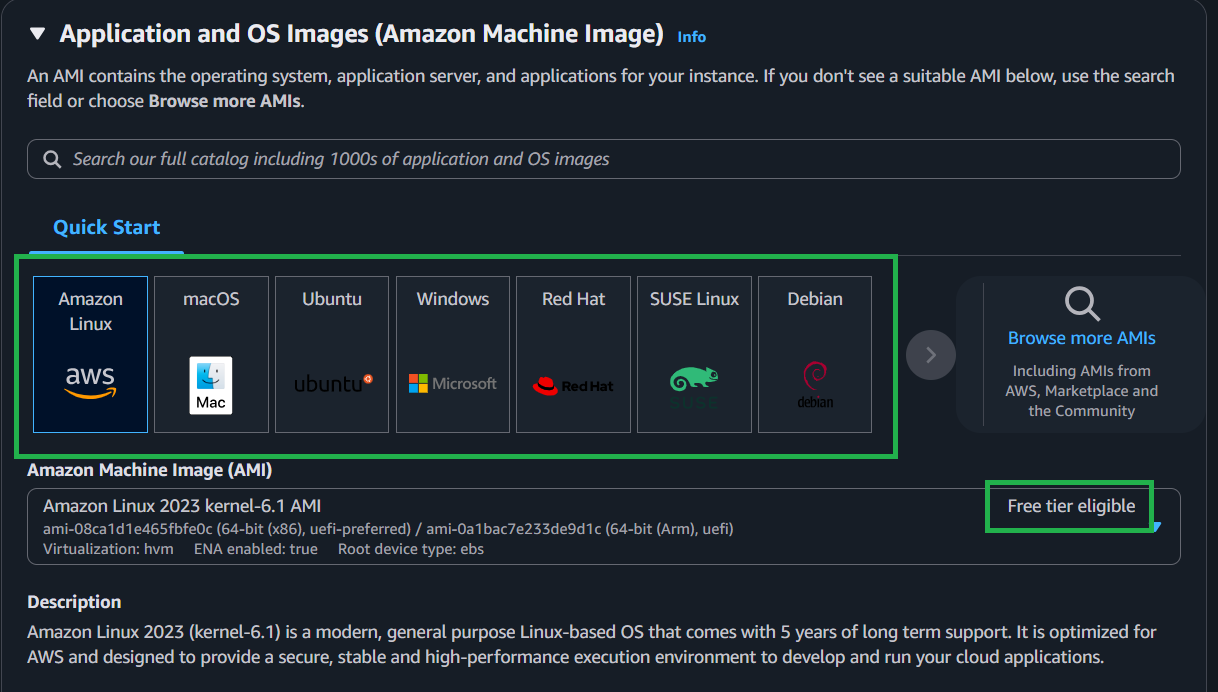 Application and OS Images (Amazon Machine Image) Info
An AMI contains the operating system, application server, and applications for your instance. If you don't see a suitable AMI below, use the search
field or choose Browse more AMIs.
Search our full catalog including 1000s of application and OS images
Quick Start
Amazon
Linux
aws
macOS
Mac
Ubuntu
ubuntu
Windows
Microsoft
Red Hat
Red Hat
SUSE Linux
SUSE
Debian
debian
Browse more AMIs
Including AMIs from
AWS, Marketplace and
the Community
Amazon Machine Image (AMI)
Amazon Linux 2023 kernel-6.1 AMI
Free tier eligible
ami-08ca1d1e465fbfe0c (64-bit (x86), uefi-preferred) / ami-0a1bac7e233de9d1c (64-bit (Arm), uefi)
Virtualization: hvm ENA enabled: true Root device type: ebs
Description
Amazon Linux 2023 (kernel-6.1) is a modern, general purpose Linux-based OS that comes with 5 years of long term support. It is optimized for
AWS and designed to provide a secure, stable and high-performance execution environment to develop and run your cloud applications.